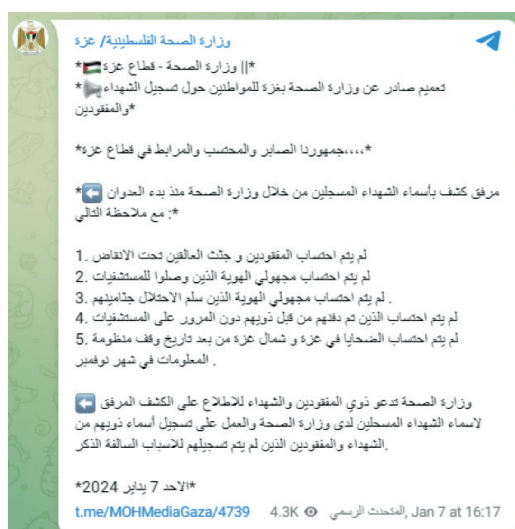 وزارة الصحة الفلسطينية/ غزة
*|| وزارة الصحة - قطاع غزة🇵🇸*
*تعميم صادر عن وزارة الصحة بغزة للمواطنين حول تسجيل الشهداء📢
والمفقودين*
*جمهورنا الصابر والمحتسب والمرابط في قطاع غزة،،،،*
*⬅️ مرفق كشف بأسماء الشهداء المسجلين من خلال وزارة الصحة منذ بدء العدوان
مع ملاحظة التالي :*
1. لم يتم احتساب المفقودين و جثث العالقين تحت الانقاض
2. لم يتم احتساب مجهولي الهوية الذين وصلوا للمستشفيات
3. لم يتم احتساب مجهولي الهوية الذين سلم الاحتلال جثامينهم .
4. لم يتم احتساب الذين تم دفنهم من قبل ذويهم دون المرور على المستشفيات
5. لم يتم احتساب الضحايا في غزة و شمال غزة من بعد تاريخ وقف منظومة
المعلومات في شهر نوفمبر .
⬅️ وزارة الصحة تدعو ذوي المفقودين والشهداء للاطلاع على الكشف المرفق
لاسماء الشهداء المسحلين لدى وزارة الصحة والعمل على تسجيل أسماء ذويهم من
الشهداء والمفقودين الذين لم يتم تسجيلهم للاسباب السالفة الذكر.
*الاحد 7 يناير 2024*
t.me/MOHMediaGaza/4739 4.3K المتحدث الرسمي, Jan 7 at 16:17